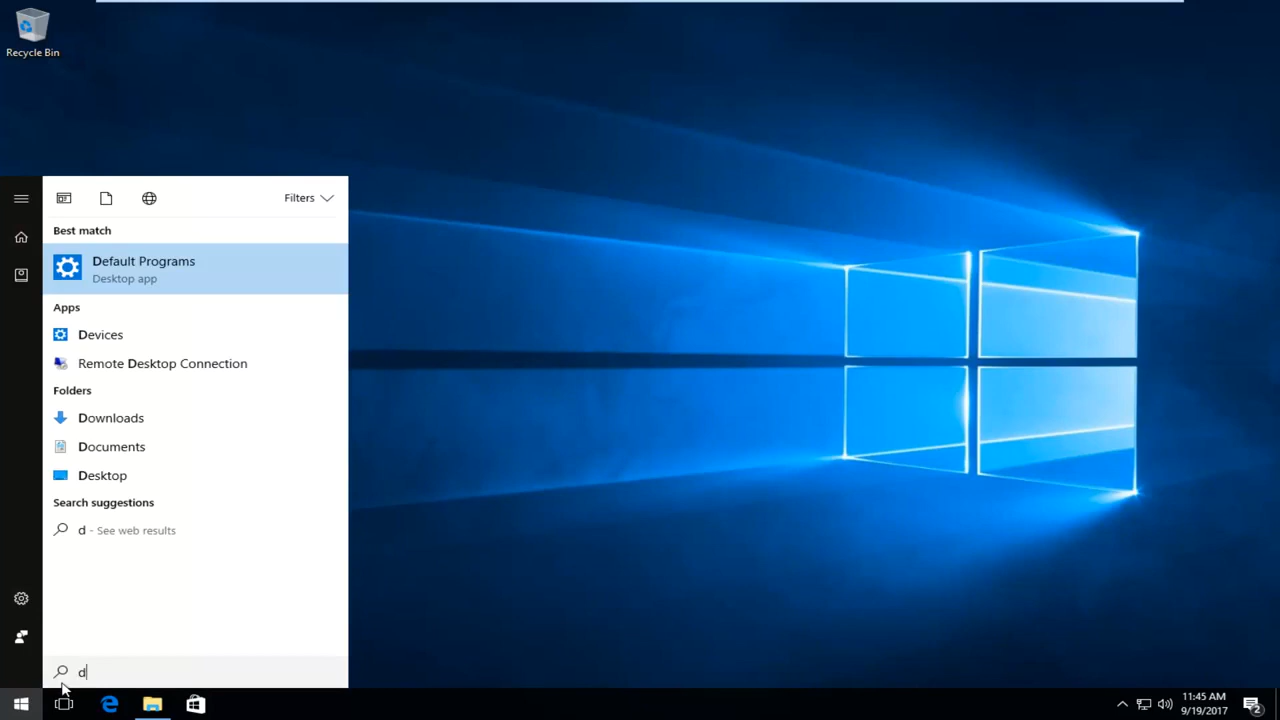 Recycle Bin
Filters
Best match
Default Programs
Desktop app
Apps
Devices
Remote Desktop Connection
Folders
Downloads
Documents
Desktop
Search suggestions
d - See web results
d
11:45 AM
9/19/2017
2